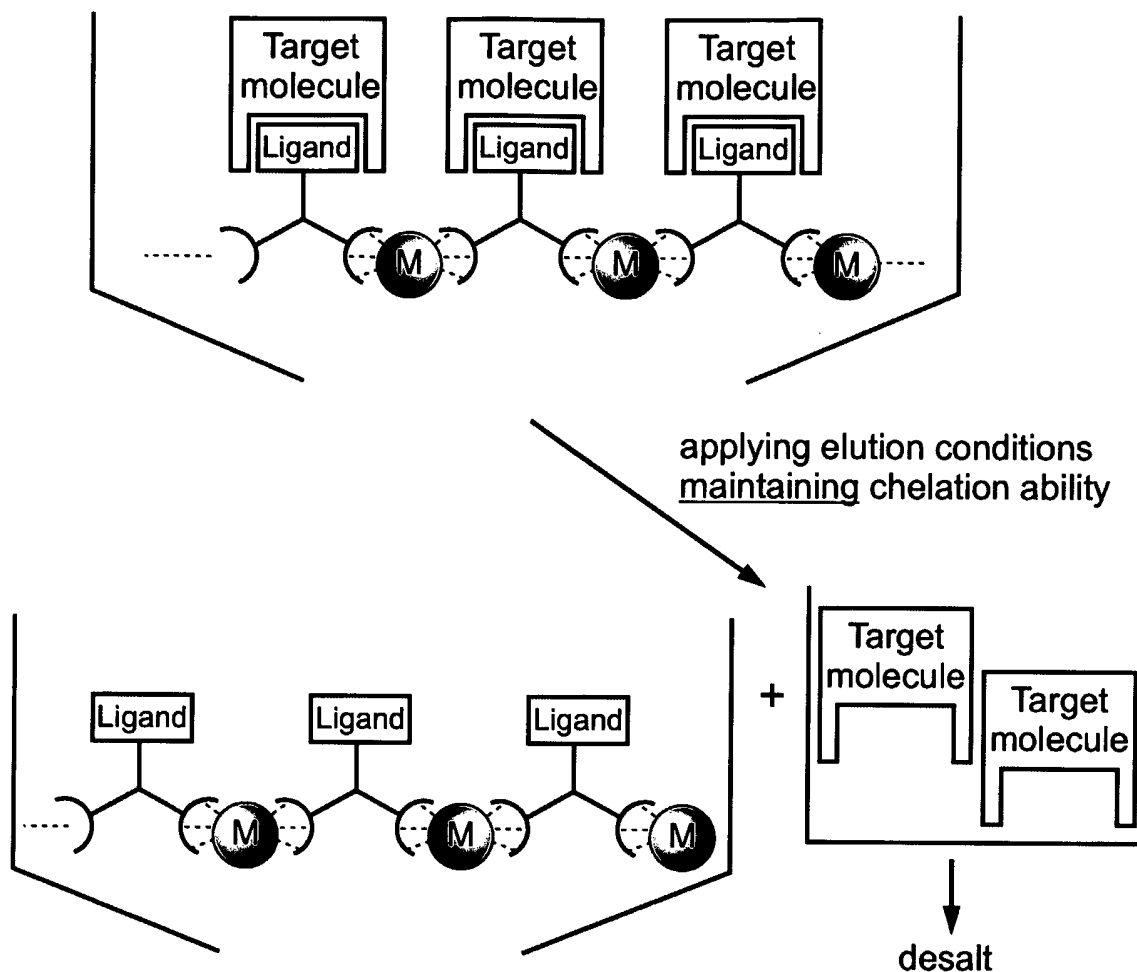 Target
molecule
Target
molecule
Target
molecule
Ligand
Ligand
Ligand
M
M
M
applying elution conditions
maintaining chelation ability
Target
molecule
Target
molecule
+
Ligand
Ligand
Ligand
M
M
M
desalt